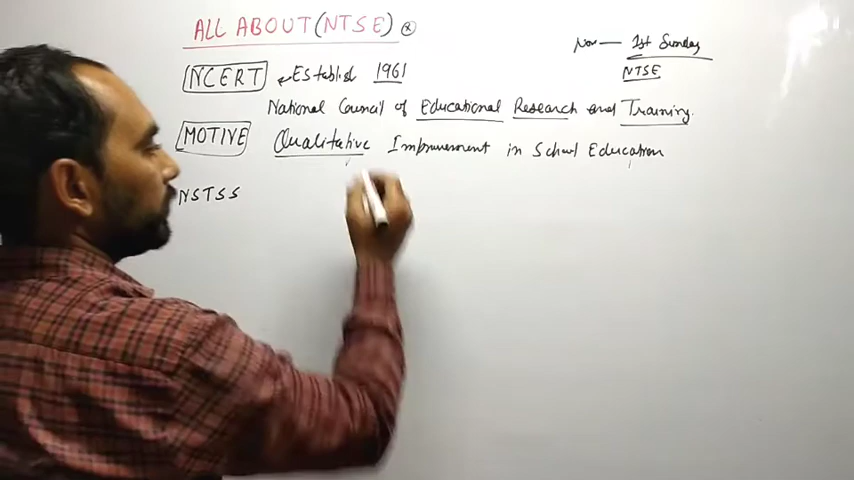 ALL ABOUT (NTSE)
Nov — 1st Sunday
NTSE
NCERT Establish 1961
National Council of Educational Research and Training.
MOTIVE Qualitative Improvement in School Education
NSTSS